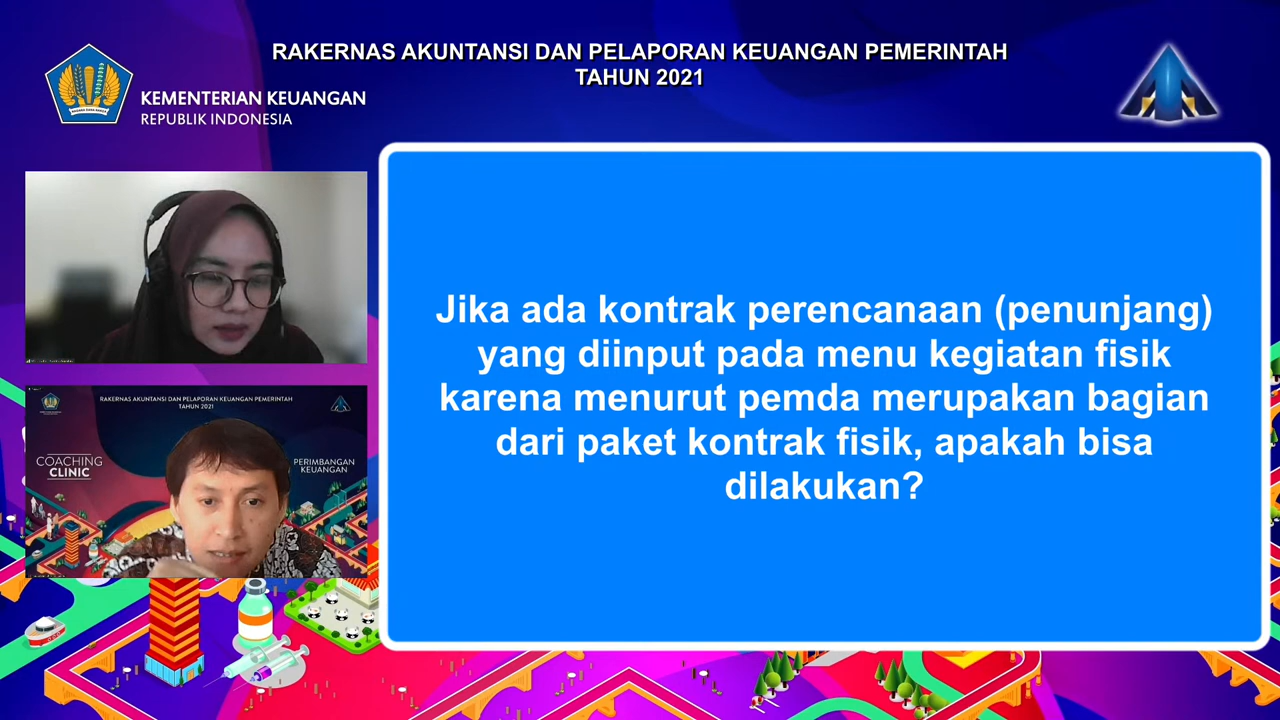 RAKERNAS AKUNTANSI DAN PELAPORAN KEUANGAN PEMERINTAH
TAHUN 2021
KEMENTERIAN KEUANGAN
REPUBLIK INDONESIA
Jika ada kontrak perencanaan (penunjang)
yang diinput pada menu kegiatan fisik
karena menurut pemda merupakan bagian
dari paket kontrak fisik, apakah bisa
dilakukan?
RAKERNAS AKUNTANSI DAN PELAPORAN KEUANGAN PEMERINTAH
TAHUN 2021
COACHING
CLINIC
PERIMBANGAN
KEUANGAN